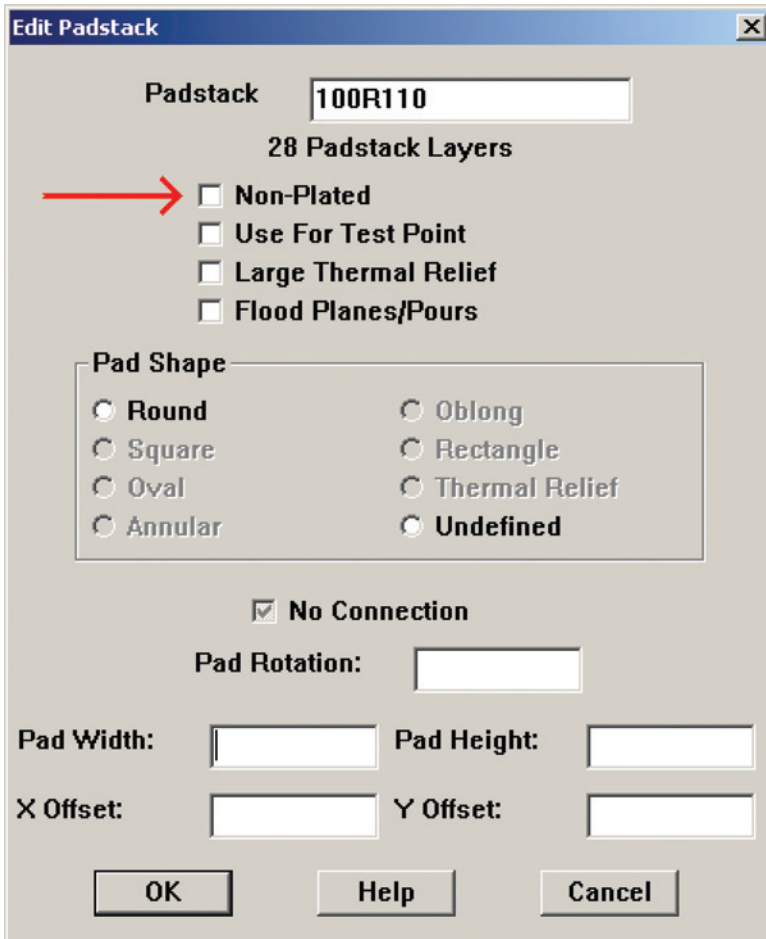 Edit Padstack
Padstack 100R110
28 Padstack Layers
Non-Plated
Use For Test Point
Large Thermal Relief
Flood Planes/Pours
Pad Shape
Round Oblong
Square Rectangle
Oval Thermal Relief
Annular Undefined
No Connection
Pad Rotation:
Pad Width: Pad Height:
X Offset: Y Offset:
OK Help Cancel